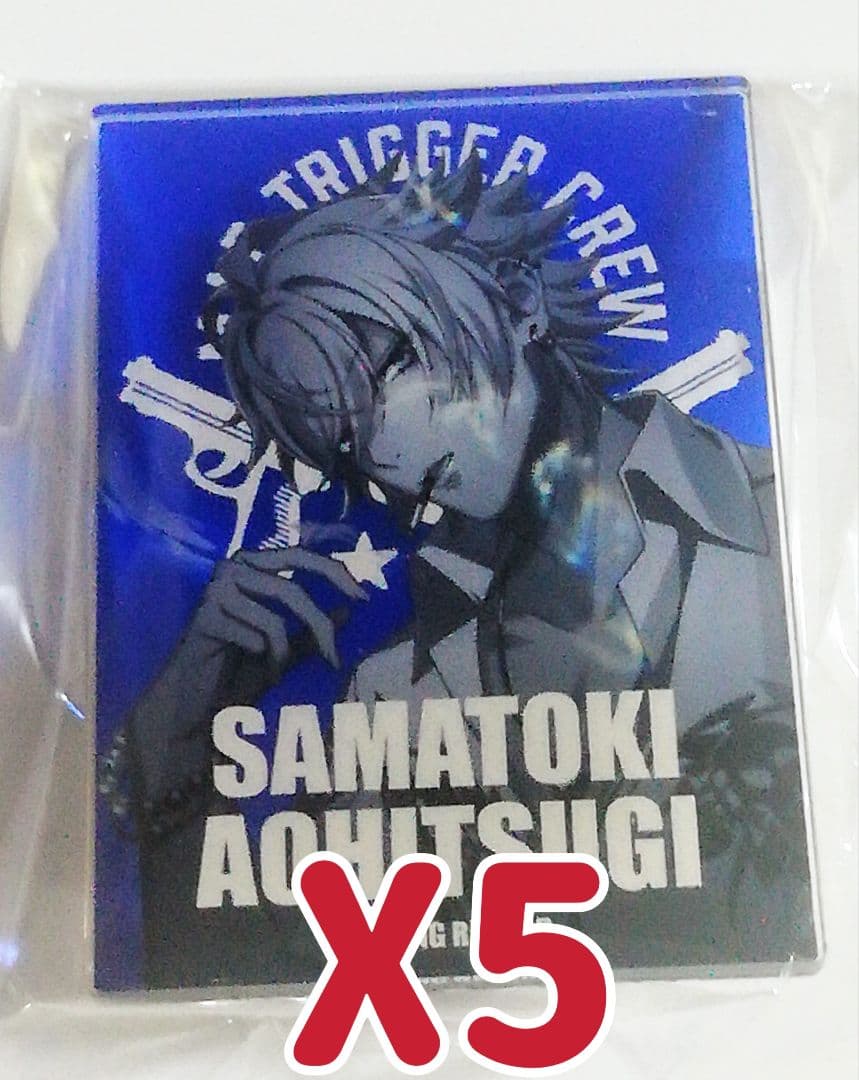 TRIGGER CREW
SAMATOKI
AOHITSUGI
X5